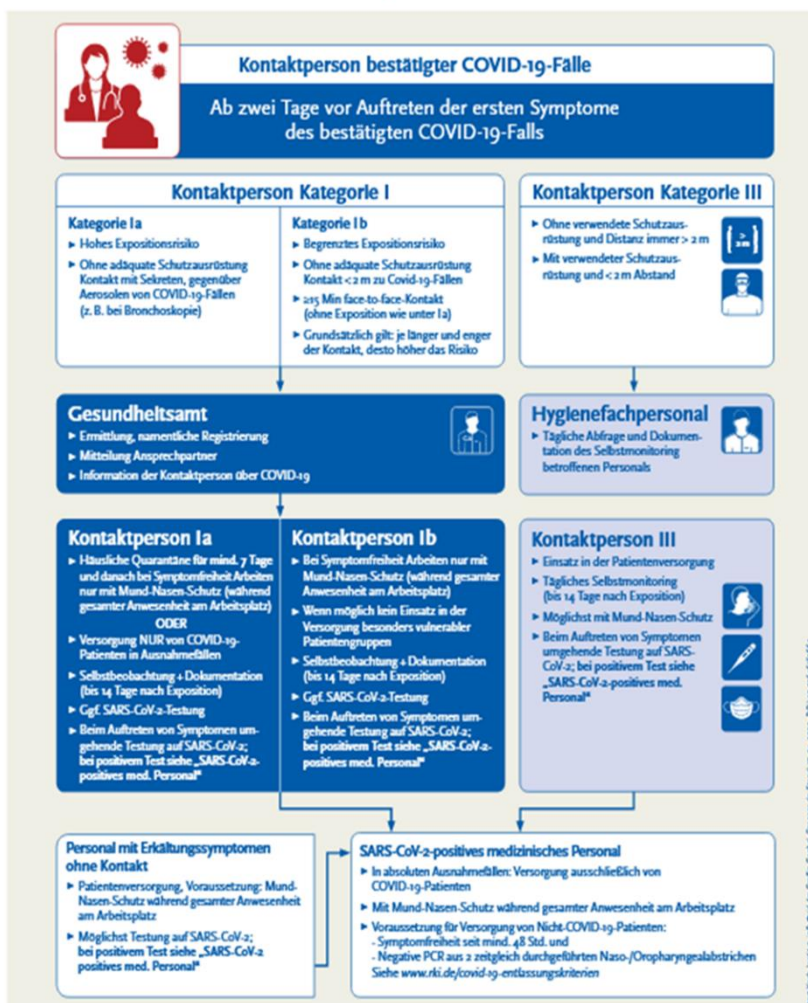 Kontaktperson bestätigter COVID-19-Fälle
Ab zwei Tage vor Auftreten der ersten Symptome
des bestätigten COVID-19-Falls
Kontaktperson Kategorie I
Kategorie Ia
▸ Hohes Expositionsrisiko
▸ Ohne adäquate Schutzausrüstung
Kontakt mit Sekreten, gegenüber
Aerosolen von COVID-19-Fällen
(z. B. bei Bronchoskopie)
Kategorie Ib
▸ Begrenztes Expositionsrisiko
▸ Ohne adäquate Schutzausrüstung
Kontakt < 2 m zu Covid-19-Fällen
▸ ≥15 Min face-to-face-Kontakt
(ohne Exposition wie unter Ia)
▸ Grundsätzlich gilt: je länger und enger
der Kontakt, desto höher das Risiko
Kontaktperson Kategorie III
▸ Ohne verwendete Schutzaus-
rüstung und Distanz immer > 2 m
▸ Mit verwendeter Schutzaus-
rüstung und < 2 m Abstand
>
2 m
Gesundheitsamt
▸ Ermittlung, namentliche Registrierung
▸ Mitteilung Ansprechpartner
▸ Information der Kontaktperson über COVID-19
Hygienefachpersonal
▸ Tägliche Abfrage und Dokumen-
tation des Selbstmonitoring
betroffenen Personals
Kontaktperson Ia
▸ Häusliche Quarantäne für mind. 7 Tage
und danach bei Symptomfreiheit Arbeiten
nur mit Mund-Nasen-Schutz (während
gesamter Anwesenheit am Arbeitsplatz)
ODER
▸ Versorgung NUR von COVID-19-
Patienten in Ausnahmefällen
▸ Selbstbeobachtung + Dokumentation
(bis 14 Tage nach Exposition)
▸ Ggf. SARS-CoV-2-Testung
▸ Beim Auftreten von Symptomen um-
gehende Testung auf SARS-CoV-2;
bei positivem Test siehe „SARS-CoV-2-
positives med. Personal"
Kontaktperson Ib
▸ Bei Symptomfreiheit Arbeiten nur mit
Mund-Nasen-Schutz (während gesamter
Anwesenheit am Arbeitsplatz)
▸ Wenn möglich kein Einsatz in der
Versorgung besonders vulnerabler
Patientengruppen
▸ Selbstbeobachtung + Dokumentation
(bis 14 Tage nach Exposition)
▸ Ggf. SARS-CoV-2-Testung
▸ Beim Auftreten von Symptomen um-
gehende Testung auf SARS-CoV-2;
bei positivem Test siehe „SARS-CoV-2-
positives med. Personal"
Kontaktperson III
▸ Einsatz in der Patientenversorgung
▸ Tägliches Selbstmonitoring
(bis 14 Tage nach Exposition)
▸ Möglichst mit Mund-Nasen-Schutz
▸ Beim Auftreten von Symptomen
umgehende Testung auf SARS-
CoV-2; bei positivem Test siehe
„SARS-CoV-2-positives med.
Personal"
Personal mit Erkältungssymptomen
ohne Kontakt
▸ Patientenversorgung, Voraussetzung: Mund-
Nasen-Schutz während gesamter Anwesenheit
am Arbeitsplatz
▸ Möglichst Testung auf SARS-CoV-2;
bei positivem Test siehe „SARS-CoV-2
positives med. Personal"
SARS-CoV-2-positives medizinisches Personal
▸ In absoluten Ausnahmefällen: Versorgung ausschließlich von
COVID-19-Patienten
▸ Mit Mund-Nasen-Schutz während gesamter Anwesenheit am Arbeitsplatz
▸ Voraussetzung für Versorgung von Nicht-COVID-19-Patienten:
- Symptomfreiheit seit mind. 48 Std. und
- Negative PCR aus 2 zeitgleich durchgeführten Naso-/Oropharyngealabstrichen
Siehe www.rki.de/covid-19-entlassungskriterien